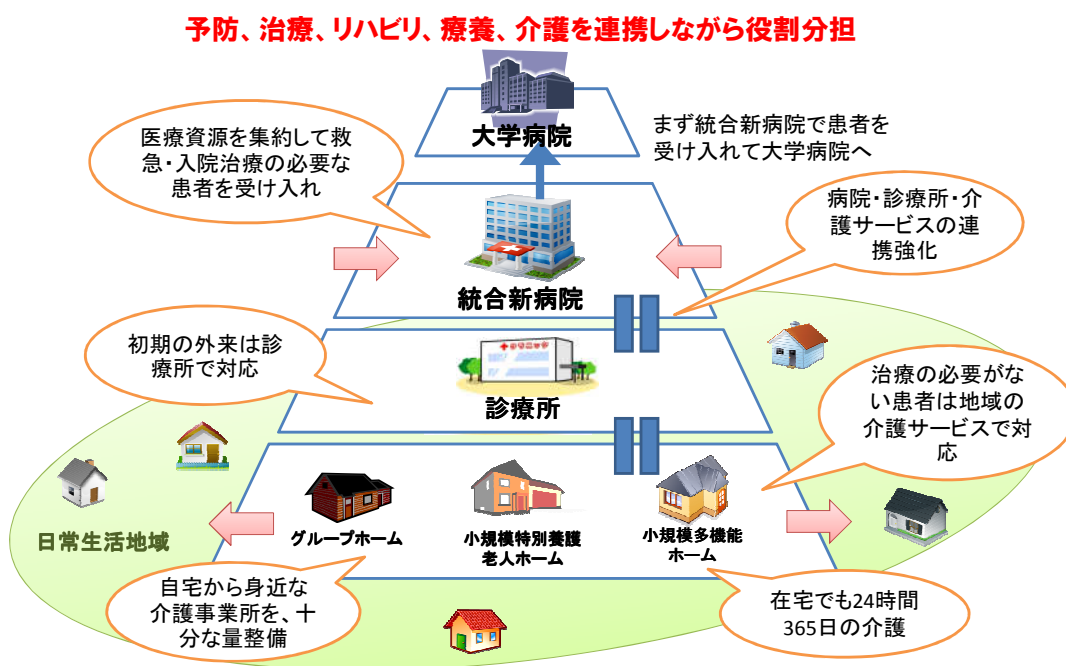 予防、治療、リハビリ、療養、介護を連携しながら役割分担
大学病院
まず統合新病院で患者を
受け入れて大学病院へ
医療資源を集約して救
急・入院治療の必要な
患者を受け入れ
病院・診療所・介
護サービスの連
携強化
統合新病院
初期の外来は診
療所で対応
診療所
治療の必要がな
い患者は地域の
介護サービスで対
応
日常生活地域
グループホーム
小規模特別養護
老人ホーム
小規模多機能
ホーム
自宅から身近な
介護事業所を、十
分な量整備
在宅でも24時間
365日の介護